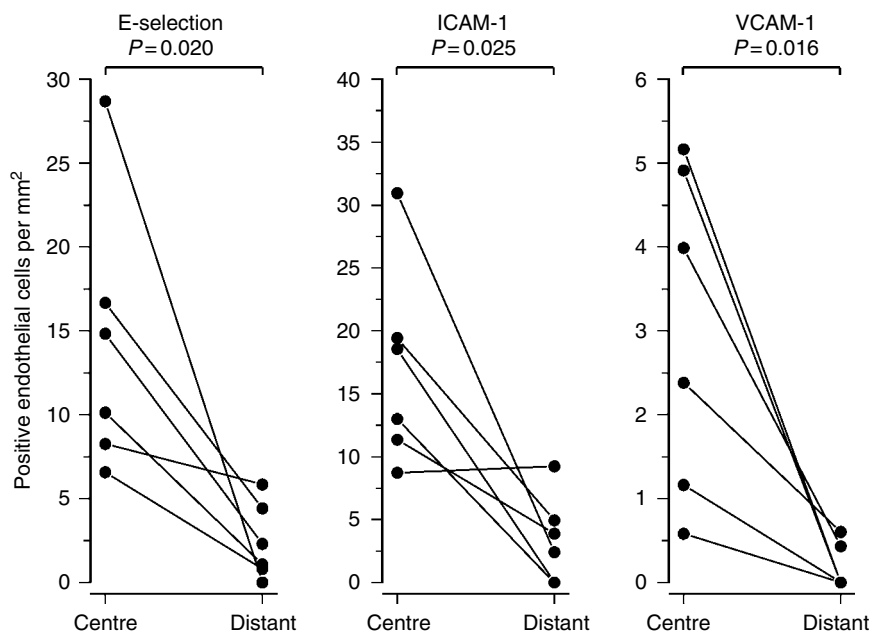 E-selection
P = 0.020
ICAM-1
P = 0.025
VCAM-1
P = 0.016
Positive endothelial cells per mm²
30
25
20
15
10
5
0
Centre
Distant
40
35
30
25
20
15
10
5
0
Centre
Distant
6
5
4
3
2
1
0
Centre
Distant